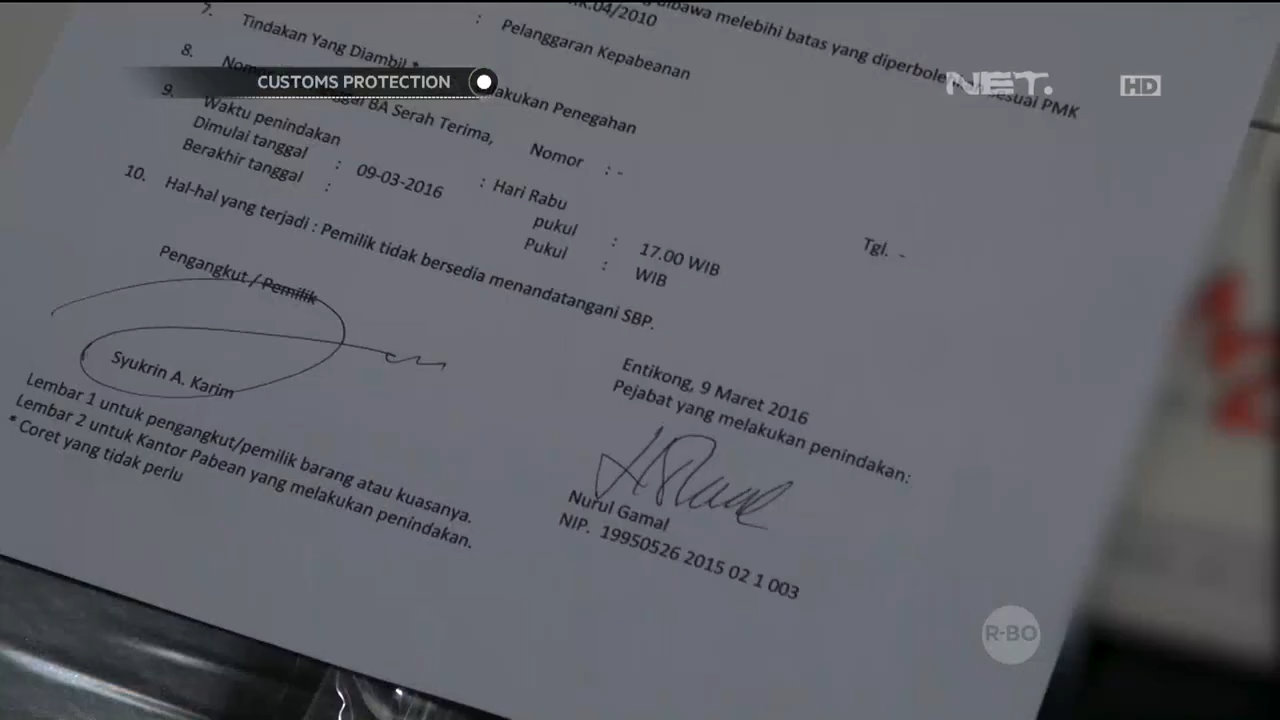 dibawa melebihi batas yang diperbole sesuai PMK
.04/2010
7. : Pelanggaran Kepabeanan
Tindakan Yang Diambil *
8. akukan Penegahan
BA Serah Terima, Nomor : - Tgl. -
9. Waktu penindakan : Hari Rabu
Dimulai tanggal : 09-03-2016 pukul : 17.00 WIB
Berakhir tanggal : Pukul : WIB
10. Hal-hal yang terjadi : Pemilik tidak bersedia menandatangani SBP.
Pengangkut / Pemilik
Syukrin A. Karim
Entikong, 9 Maret 2016
Pejabat yang melakukan penindakan:
Nurul Gamal
NIP. 19950526 2015 02 1 003
Lembar 1 untuk pengangkut/pemilik barang atau kuasanya.
Lembar 2 untuk Kantor Pabean yang melakukan penindakan.
* Coret yang tidak perlu
CUSTOMS PROTECTION
NET.
HD
R-BO